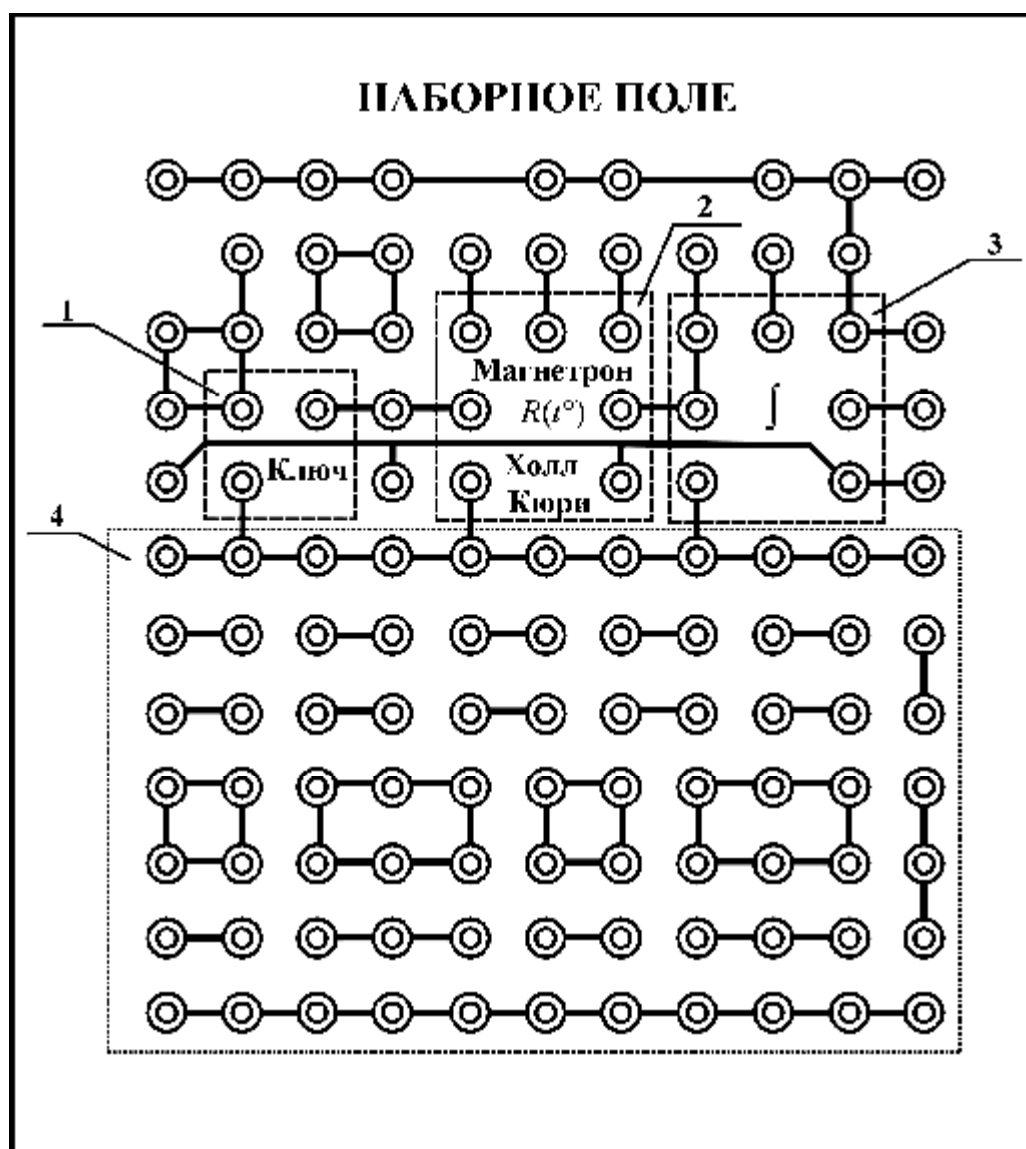 НАБОРНОЕ ПОЛЕ
2
3
1
Магнетрон
R(t°)
∫
Ключ
Холл
Кюри
4